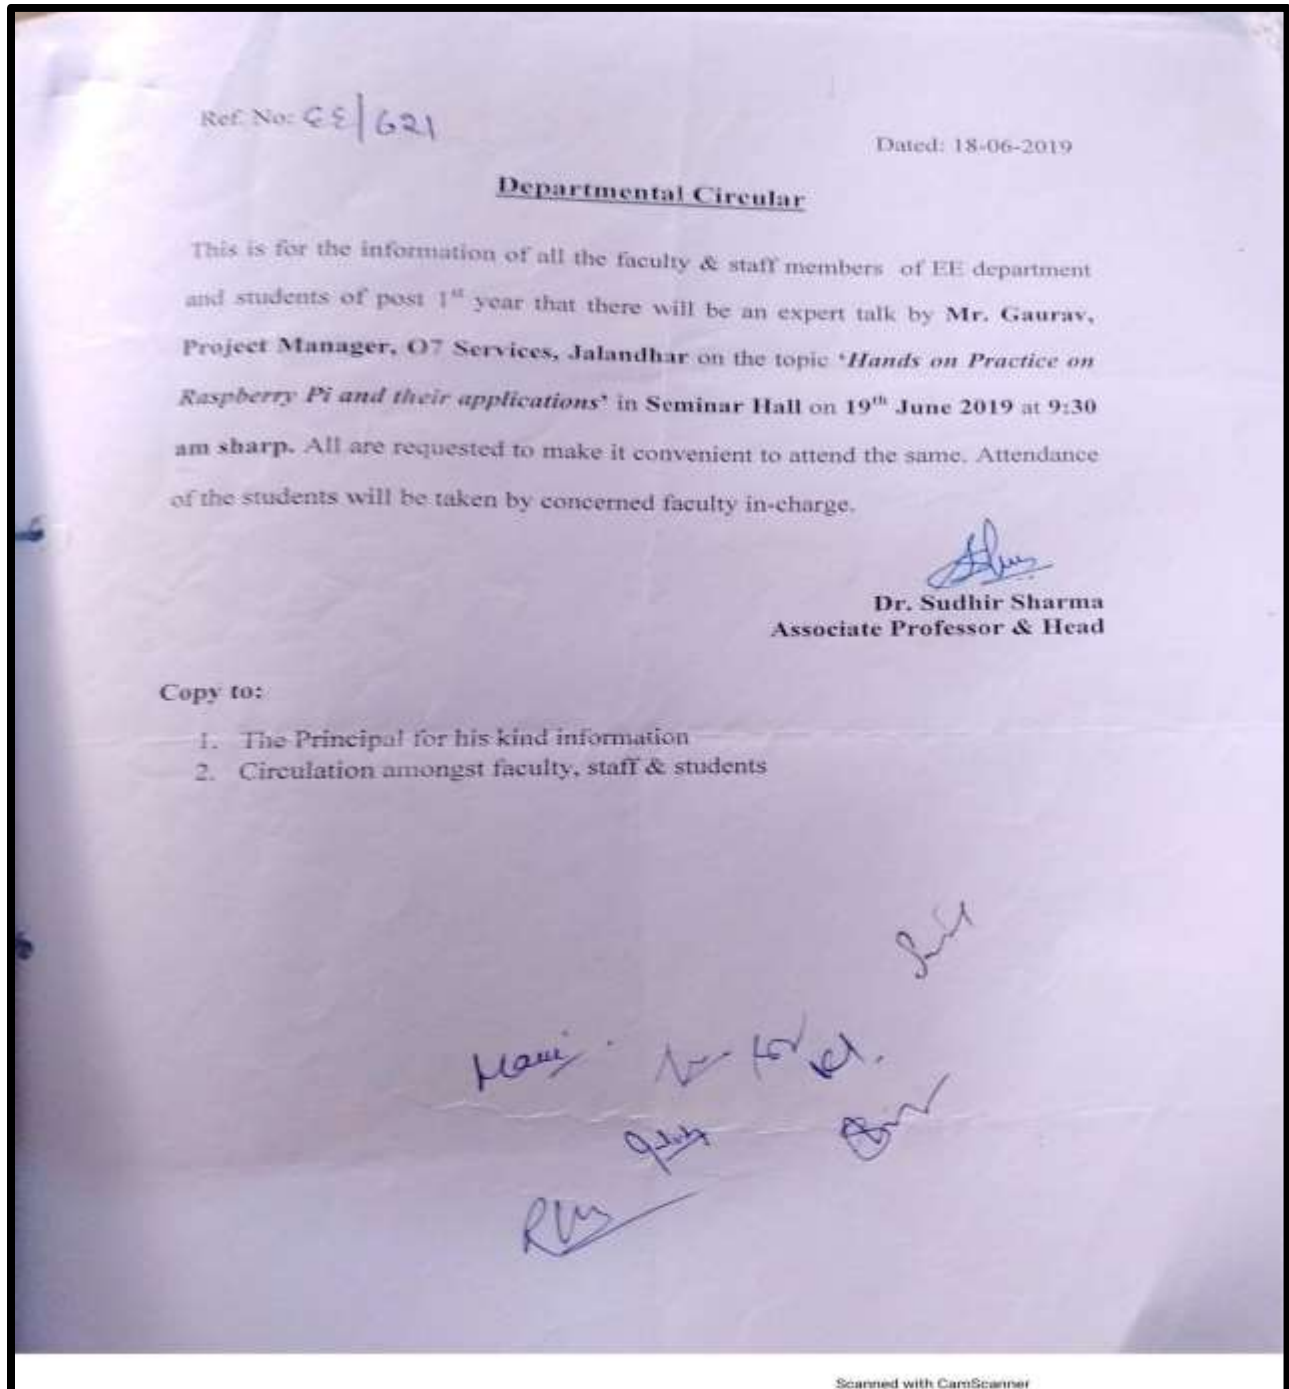 Ref. No: EE/621
Dated: 18-06-2019
Departmental Circular
This is for the information of all the faculty & staff members of EE department
and students of post 1st year that there will be an expert talk by Mr. Gaurav,
Project Manager, O7 Services, Jalandhar on the topic 'Hands on Practice on
Raspberry Pi and their applications' in Seminar Hall on 19th June 2019 at 9:30
am sharp. All are requested to make it convenient to attend the same. Attendance
of the students will be taken by concerned faculty in-charge.
Dr. Sudhir Sharma
Associate Professor & Head
Copy to:
1. The Principal for his kind information
2. Circulation amongst faculty, staff & students
Scanned with CamScanner